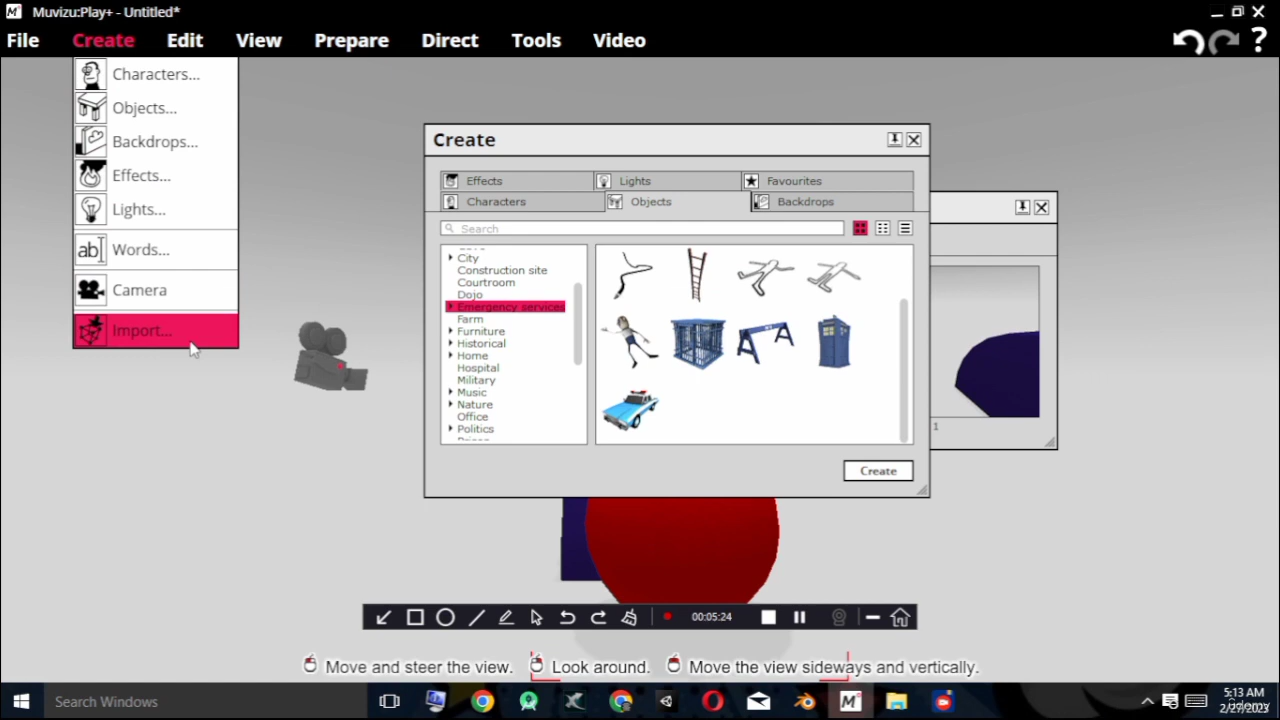 Muvizu:Play+ - Untitled*
File Create Edit View Prepare Direct Tools Video ?
Characters...
Objects...
Backdrops...
Effects...
Lights...
ab Words...
Camera
Import...
Create
Effects Lights Favourites
Characters Objects Backdrops
Search
City
Construction site
Courtroom
Dojo
Emergency services
Farm
Furniture
Historical
Home
Hospital
Military
Music
Nature
Office
Politics
Create
1
00:05:24
Move and steer the view. Look around. Move the view sideways and vertically.
Search Windows
5:13 AM